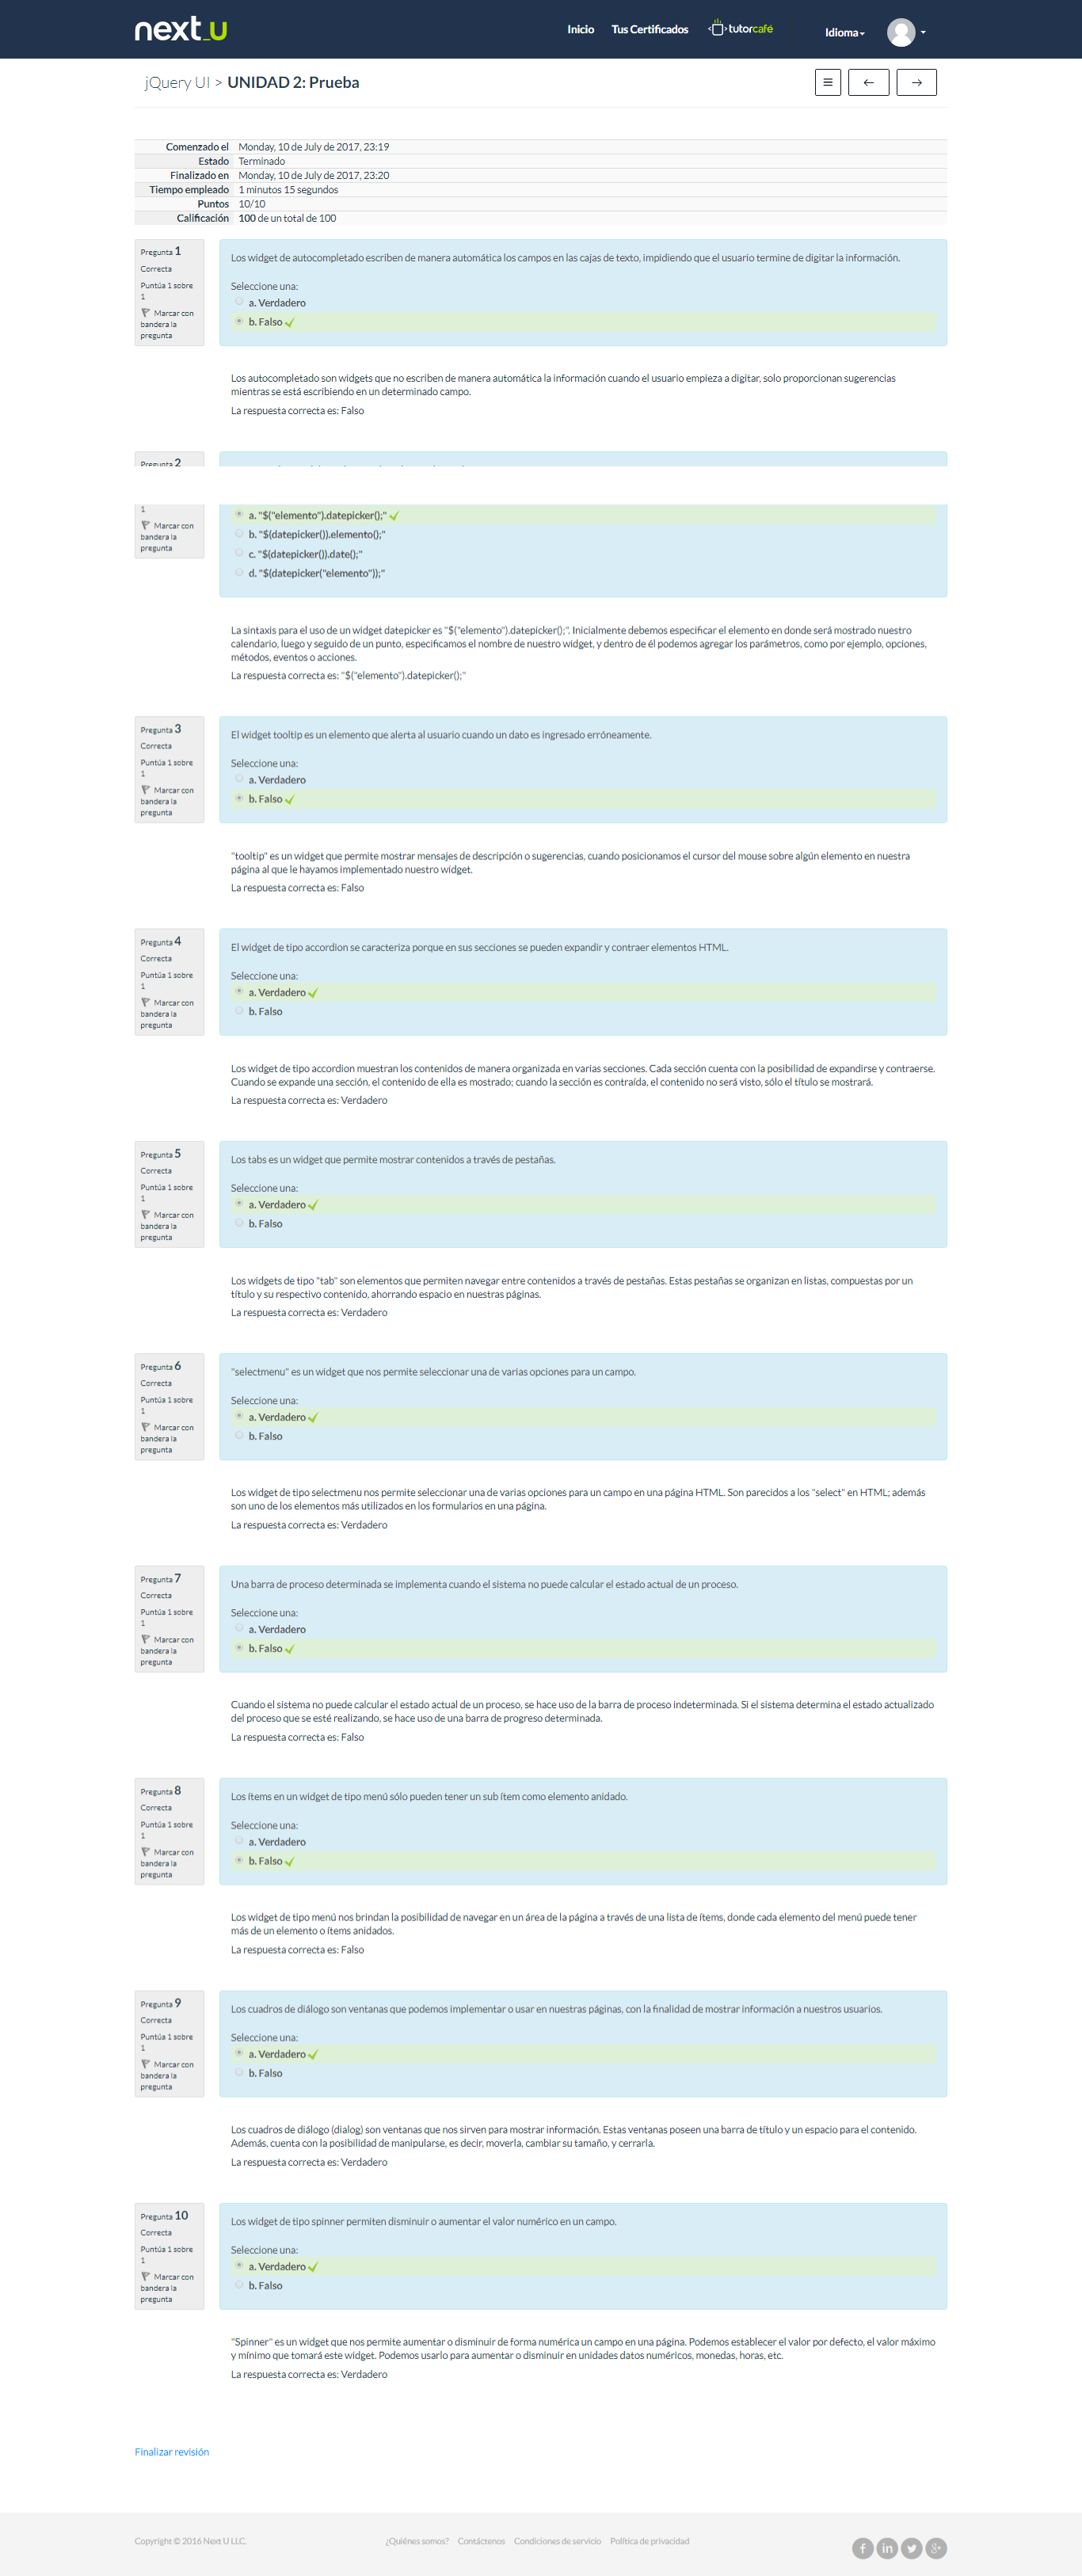 next_U
Inicio Tus Certificados tutorcafé Idioma
jQuery UI > UNIDAD 2: Prueba
Comenzado el Monday, 10 de July de 2017, 23:19
Estado Terminado
Finalizado en Monday, 10 de July de 2017, 23:20
Tiempo empleado 1 minutos 15 segundos
Puntos 10/10
Calificación 100 de un total de 100
Pregunta 1
Correcta
Puntúa 1 sobre
1
Marcar con
bandera la
pregunta
Los widget de autocompletado escriben de manera automática los campos en las cajas de texto, impidiendo que el usuario termine de digitar la información.
Seleccione una:
a. Verdadero
b. Falso
Los autocompletado son widgets que no escriben de manera automática la información cuando el usuario empieza a digitar, solo proporcionan sugerencias
mientras se está escribiendo en un determinado campo.
La respuesta correcta es: Falso
Pregunta 2
1
Marcar con
bandera la
pregunta
a. "$("elemento").datepicker();"
b. "$(datepicker()).elemento();"
c. "$(datepicker()).date();"
d. "$(datepicker("elemento"));"
La sintaxis para el uso de un widget datepicker es "$("elemento").datepicker();". Inicialmente debemos especificar el elemento en donde será mostrado nuestro
calendario, luego y seguido de un punto, especificamos el nombre de nuestro widget, y dentro de él podemos agregar los parámetros, como por ejemplo, opciones,
métodos, eventos o acciones.
La respuesta correcta es: "$("elemento").datepicker();"
Pregunta 3
Correcta
Puntúa 1 sobre
1
Marcar con
bandera la
pregunta
El widget tooltip es un elemento que alerta al usuario cuando un dato es ingresado erróneamente.
Seleccione una:
a. Verdadero
b. Falso
"tooltip" es un widget que permite mostrar mensajes de descripción o sugerencias, cuando posicionamos el cursor del mouse sobre algún elemento en nuestra
página al que le hayamos implementado nuestro widget.
La respuesta correcta es: Falso
Pregunta 4
Correcta
Puntúa 1 sobre
1
Marcar con
bandera la
pregunta
El widget de tipo accordion se caracteriza porque en sus secciones se pueden expandir y contraer elementos HTML.
Seleccione una:
a. Verdadero
b. Falso
Los widget de tipo accordion muestran los contenidos de manera organizada en varias secciones. Cada sección cuenta con la posibilidad de expandirse y contraerse.
Cuando se expande una sección, el contenido de ella es mostrado; cuando la sección es contraída, el contenido no será visto, sólo el título se mostrará.
La respuesta correcta es: Verdadero
Pregunta 5
Correcta
Puntúa 1 sobre
1
Marcar con
bandera la
pregunta
Los tabs es un widget que permite mostrar contenidos a través de pestañas.
Seleccione una:
a. Verdadero
b. Falso
Los widgets de tipo "tab" son elementos que permiten navegar entre contenidos a través de pestañas. Estas pestañas se organizan en listas, compuestas por un
título y su respectivo contenido, ahorrando espacio en nuestras páginas.
La respuesta correcta es: Verdadero
Pregunta 6
Correcta
Puntúa 1 sobre
1
Marcar con
bandera la
pregunta
"selectmenu" es un widget que nos permite seleccionar una de varias opciones para un campo.
Seleccione una:
a. Verdadero
b. Falso
Los widget de tipo selectmenu nos permite seleccionar una de varias opciones para un campo en una página HTML. Son parecidos a los "select" en HTML; además
son uno de los elementos más utilizados en los formularios en una página.
La respuesta correcta es: Verdadero
Pregunta 7
Correcta
Puntúa 1 sobre
1
Marcar con
bandera la
pregunta
Una barra de proceso determinada se implementa cuando el sistema no puede calcular el estado actual de un proceso.
Seleccione una:
a. Verdadero
b. Falso
Cuando el sistema no puede calcular el estado actual de un proceso, se hace uso de la barra de proceso indeterminada. Si el sistema determina el estado actualizado
del proceso que se esté realizando, se hace uso de una barra de progreso determinada.
La respuesta correcta es: Falso
Pregunta 8
Correcta
Puntúa 1 sobre
1
Marcar con
bandera la
pregunta
Los ítems en un widget de tipo menú sólo pueden tener un sub ítem como elemento anidado.
Seleccione una:
a. Verdadero
b. Falso
Los widget de tipo menú nos brindan la posibilidad de navegar en un área de la página a través de una lista de ítems, donde cada elemento del menú puede tener
más de un elemento o ítems anidados.
La respuesta correcta es: Falso
Pregunta 9
Correcta
Puntúa 1 sobre
1
Marcar con
bandera la
pregunta
Los cuadros de diálogo son ventanas que podemos implementar o usar en nuestras páginas, con la finalidad de mostrar información a nuestros usuarios.
Seleccione una:
a. Verdadero
b. Falso
Los cuadros de diálogo (dialog) son ventanas que nos sirven para mostrar información. Estas ventanas poseen una barra de título y un espacio para el contenido.
Además, cuenta con la posibilidad de manipularse, es decir, moverla, cambiar su tamaño, y cerrarla.
La respuesta correcta es: Verdadero
Pregunta 10
Correcta
Puntúa 1 sobre
1
Marcar con
bandera la
pregunta
Los widget de tipo spinner permiten disminuir o aumentar el valor numérico en un campo.
Seleccione una:
a. Verdadero
b. Falso
"Spinner" es un widget que nos permite aumentar o disminuir de forma numérica un campo en una página. Podemos establecer el valor por defecto, el valor máximo
y mínimo que tomará este widget. Podemos usarlo para aumentar o disminuir en unidades datos numéricos, monedas, horas, etc.
La respuesta correcta es: Verdadero
Finalizar revisión
Copyright © 2016 Next U LLC. ¿Quiénes somos? Contáctenos Condiciones de servicio Política de privacidad